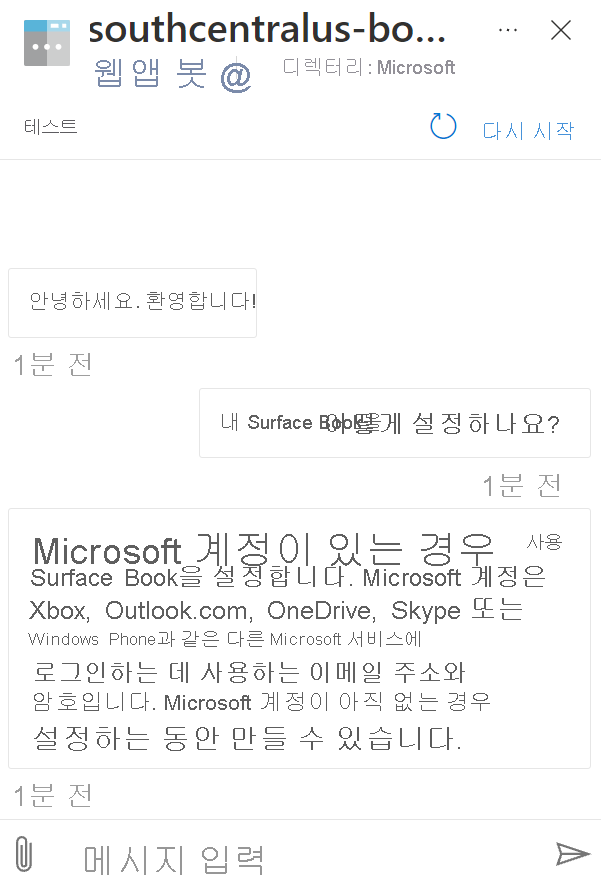 southcentralus-bo...
웹앱 봇 @ 디렉터리: Microsoft
테스트 다시 시작
안녕하세요. 환영합니다!
1분 전
내 Surface Book을 어떻게 설정하나요?
1분 전
Microsoft 계정이 있는 경우 사용
Surface Book을 설정합니다. Microsoft 계정은
Xbox, Outlook.com, OneDrive, Skype 또는
Windows Phone과 같은 다른 Microsoft 서비스에
로그인하는 데 사용하는 이메일 주소와
암호입니다. Microsoft 계정이 아직 없는 경우
설정하는 동안 만들 수 있습니다.
1분 전
메시지 입력